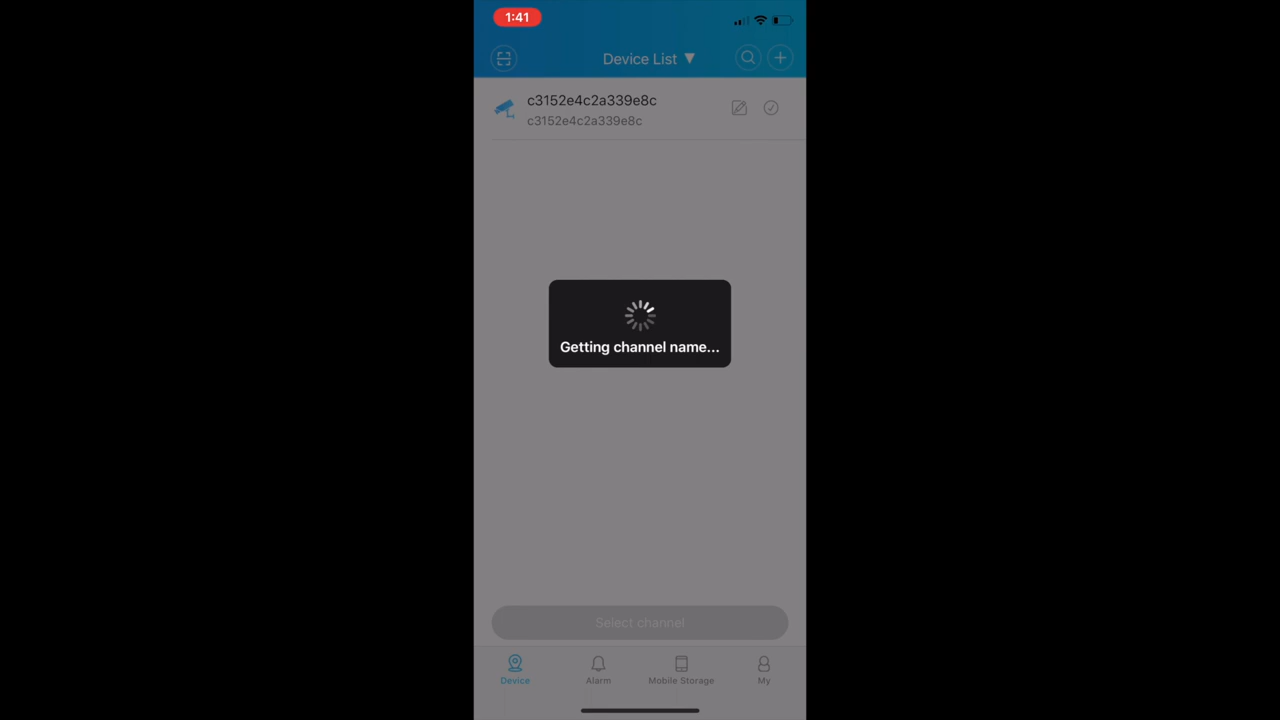 1:41
Device List ▼
c3152e4c2a339e8c
c3152e4c2a339e8c
Getting channel name...
Select channel
Device
Alarm
Mobile Storage
My